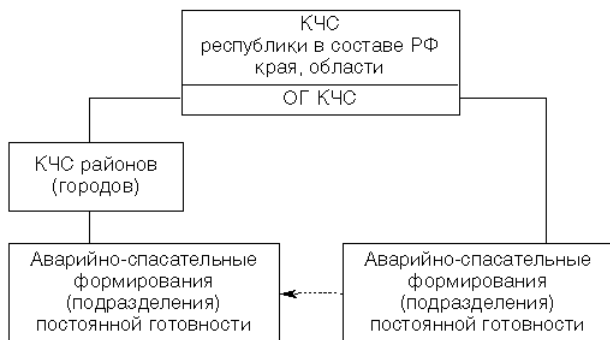 КЧС
республики в составе РФ
края, области
ОГ КЧС
КЧС районов
(городов)
Аварийно-спасательные
формирования
(подразделения)
постоянной готовности
Аварийно-спасательные
формирования
(подразделения)
постоянной готовности